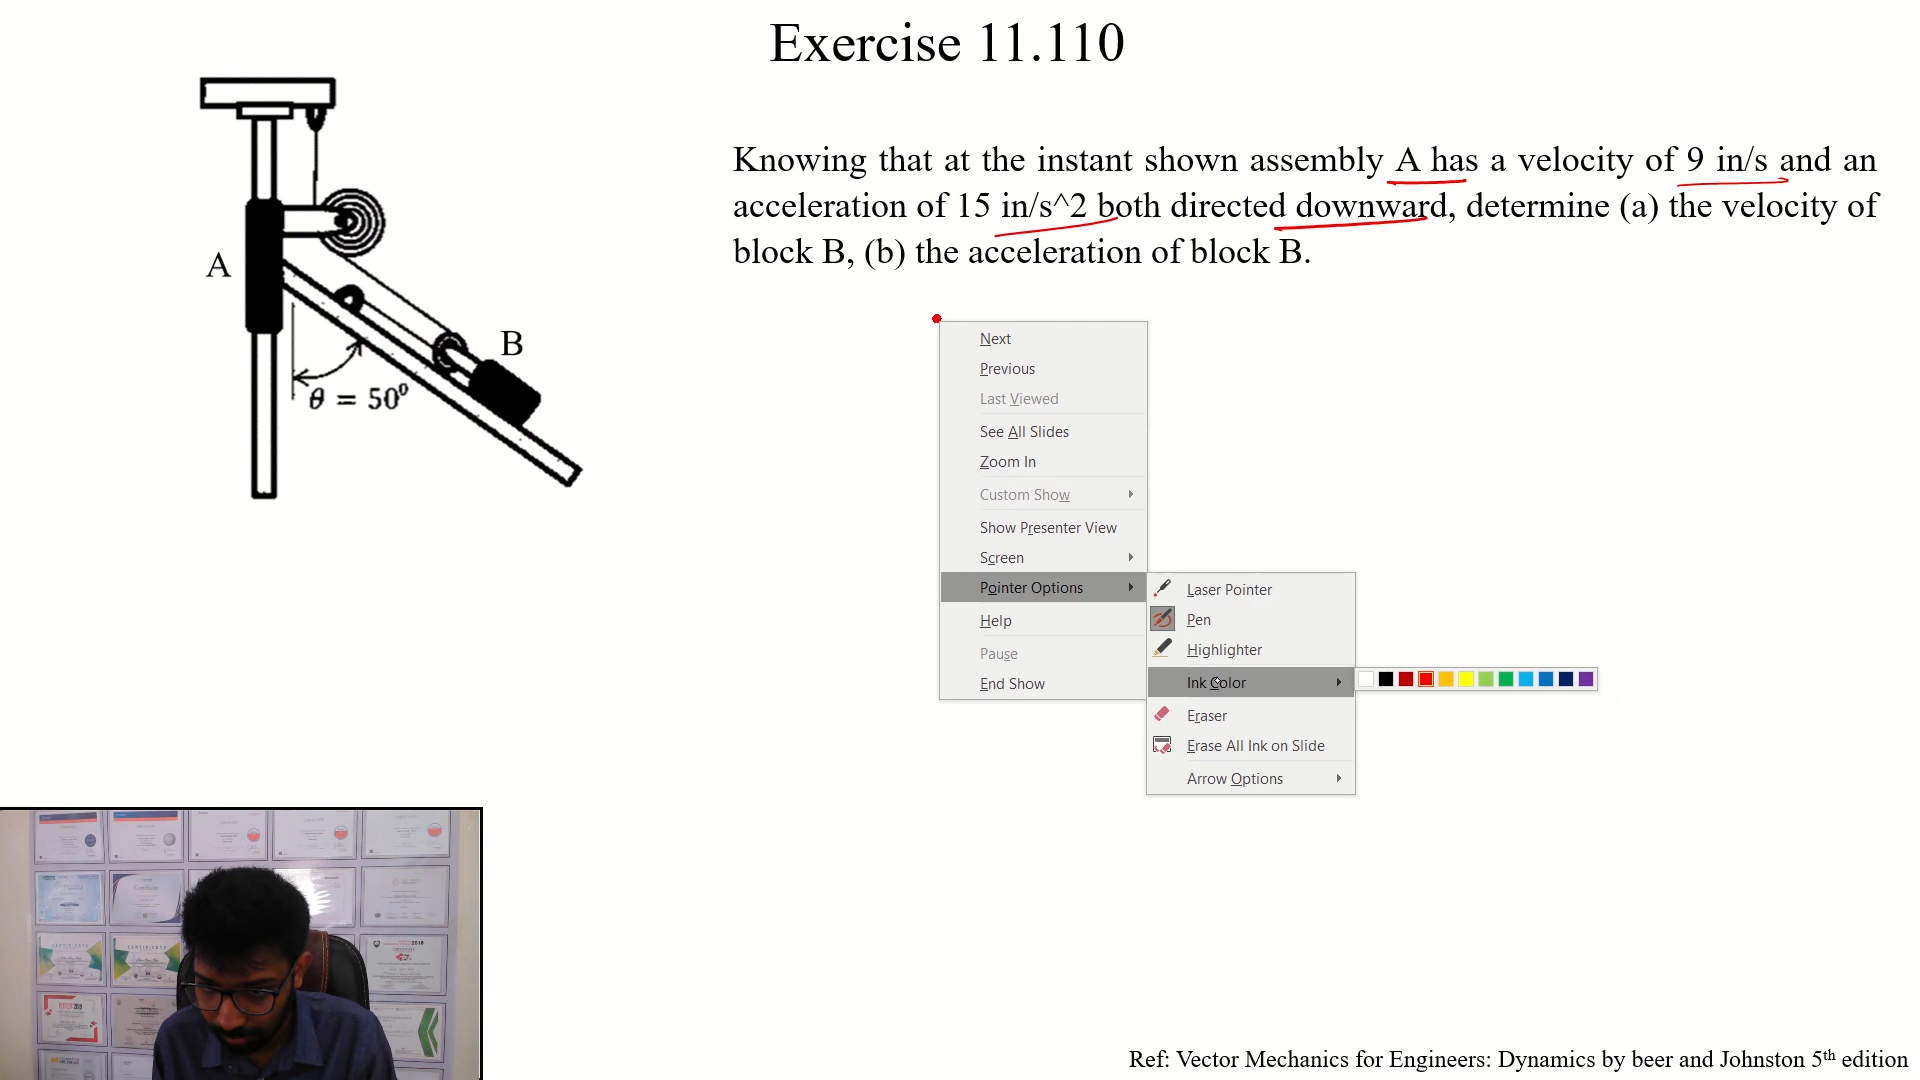 Exercise 11.110
Knowing that at the instant shown assembly A has a velocity of 9 in/s and an
acceleration of 15 in/s^2 both directed downward, determine (a) the velocity of
block B, (b) the acceleration of block B.
A
B
θ = 50⁰
Next
Previous
Last Viewed
See All Slides
Zoom In
Custom Show
Show Presenter View
Screen
Pointer Options
Help
Pause
End Show
Laser Pointer
Pen
Highlighter
Ink Color
Eraser
Erase All Ink on Slide
Arrow Options
Ref: Vector Mechanics for Engineers: Dynamics by beer and Johnston 5th edition